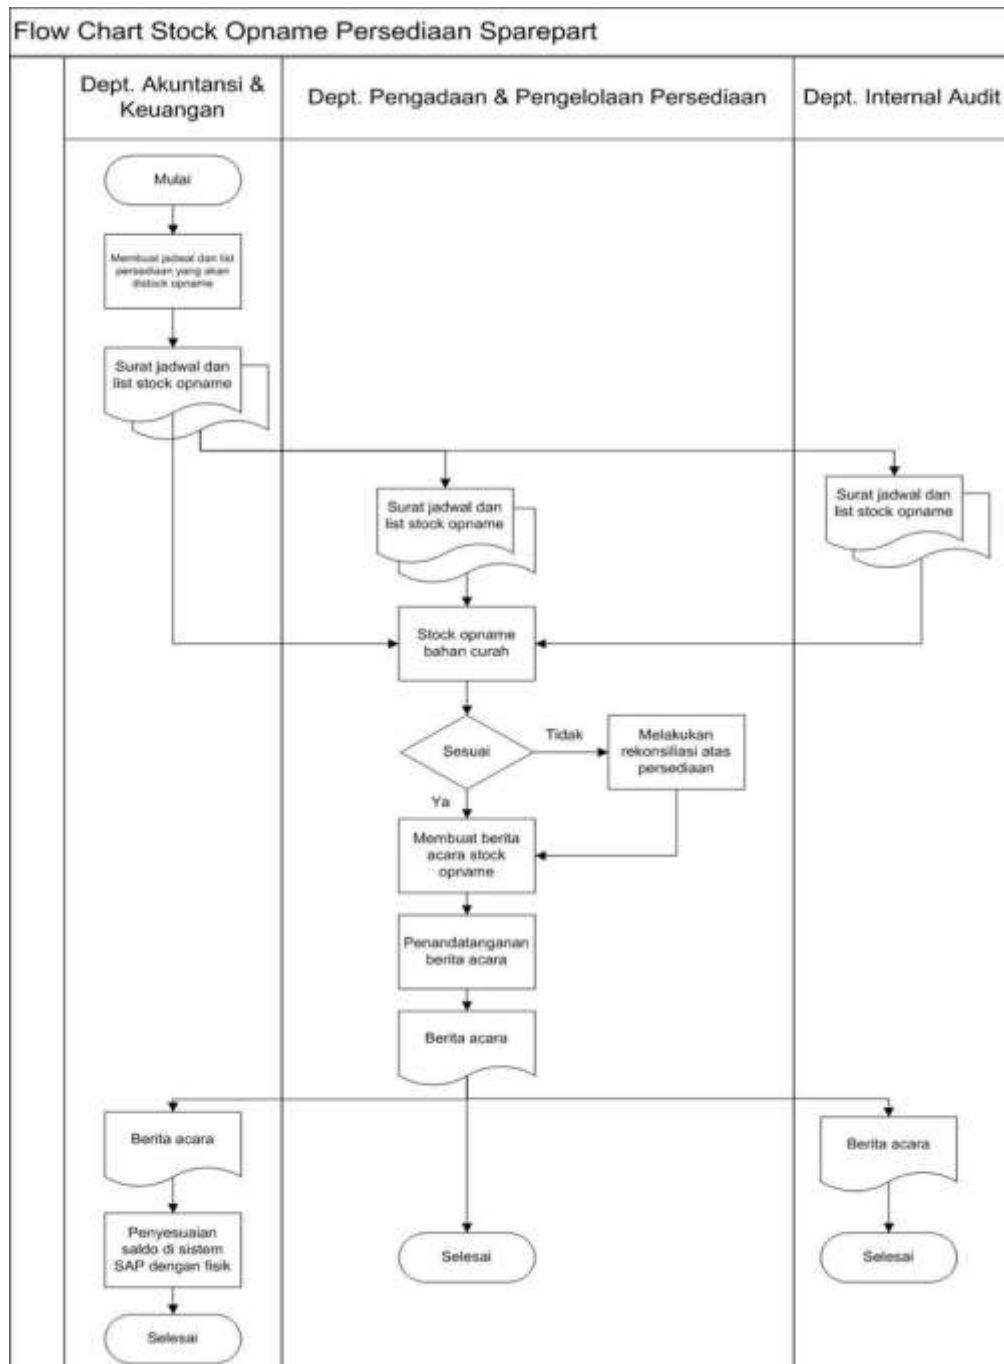 Flow Chart Stock Opname Persediaan Sparepart
Dept. Akuntansi &
Keuangan
Dept. Pengadaan & Pengelolaan Persediaan
Dept. Internal Audit
Mulai
Membuat jadwal dan list
persediaan yang akan
distock opname
Surat jadwal dan
list stock opname
Surat jadwal dan
list stock opname
Surat jadwal dan
list stock opname
Stock opname
bahan curah
Sesuai
Tidak
Melakukan
rekonsiliasi atas
persediaan
Ya
Membuat berita
acara stock
opname
Penandatanganan
berita acara
Berita acara
Berita acara
Berita acara
Penyesuaian
saldo di sistem
SAP dengan fisik
Selesai
Selesai
Selesai